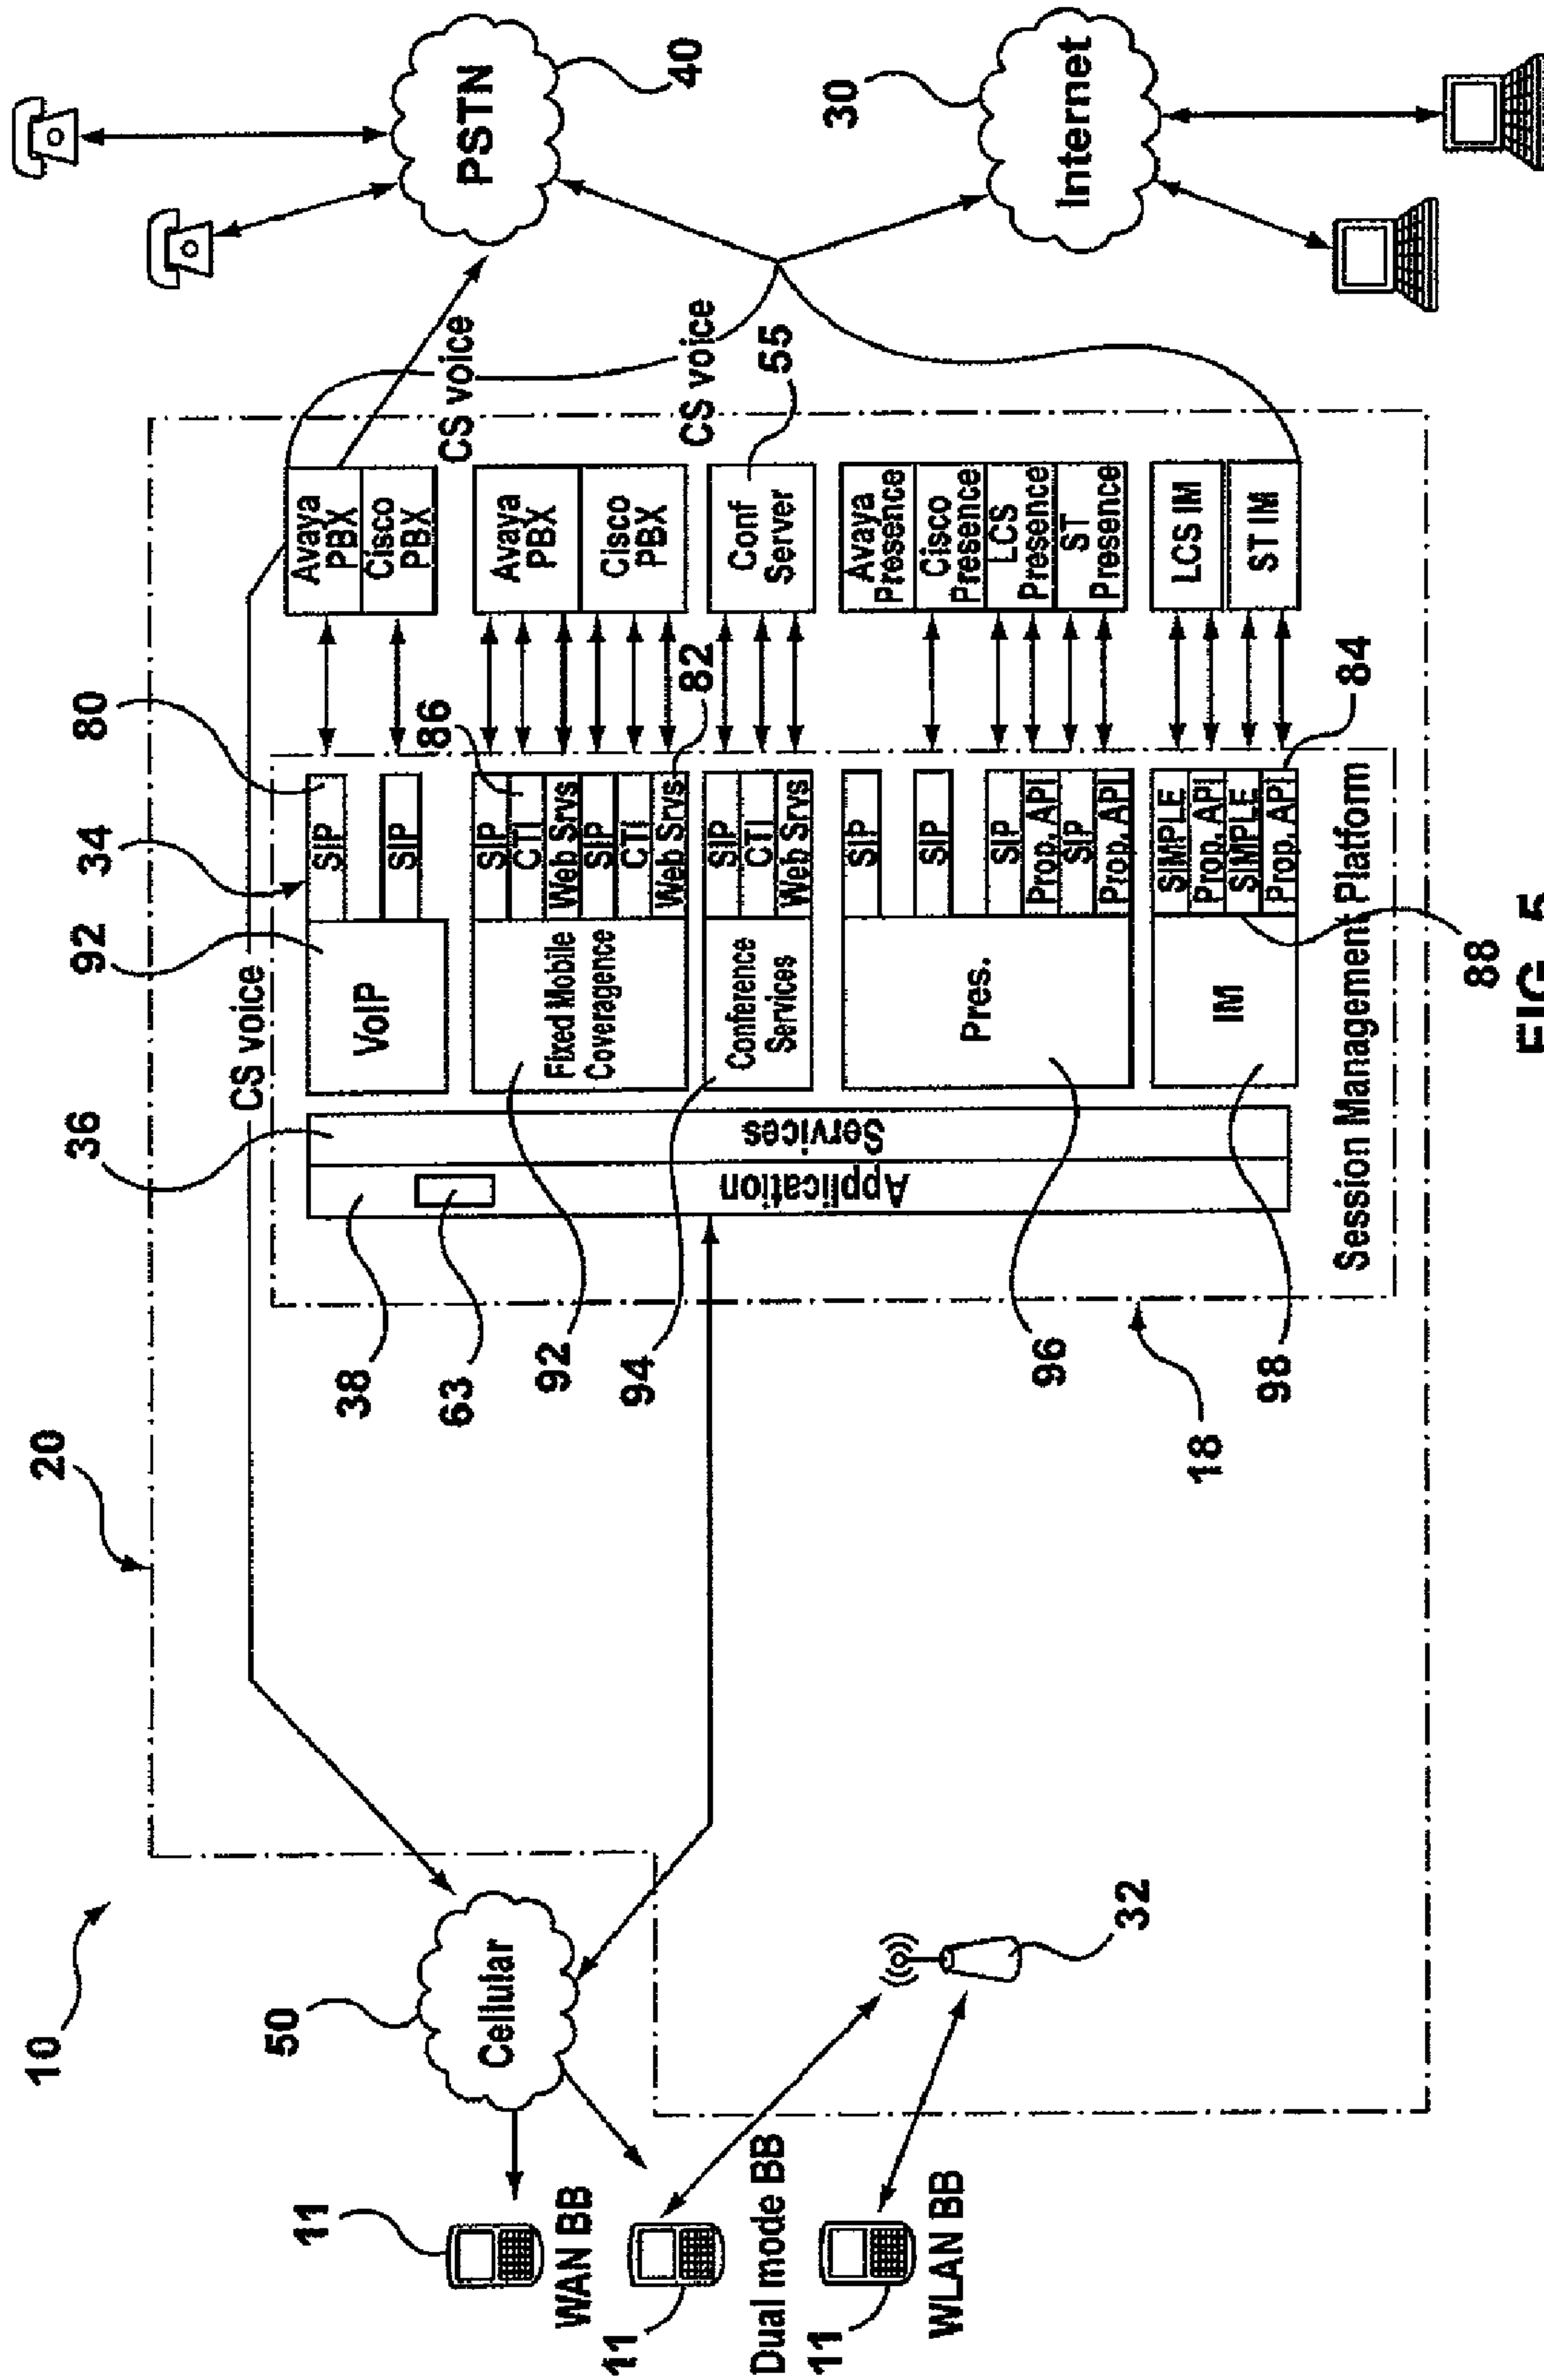 10
20
11
WAN BB
11
Dual mode BB
11
WLAN BB
50
Cellular
32
CS voice
38
63
92
94
96
18
98
36
Application
Services
92
34
80
VoIP
SIP
SIP
Fixed Mobile
Coveragence
86
SIP
CTI
Web Srvs
SIP
CTI
Web Srvs
82
Conference
Services
SIP
CTI
Web Srvs
Pres.
SIP
SIP
SIP
Prop. API
SIP
Prop. API
IM
SIMPLE
Prop. API
SIMPLE
Prop. API
84
88
Session Management Platfrom
Avaya
PBX
Cisco
PBX
CS voice
Avaya
PBX
Cisco
PBX
CS voice
Conf
Server
55
Avaya
Presence
Cisco
Presence
LCS
Presence
ST
Presence
LCS IM
ST IM
PSTN
40
30
Internet
FIG. 5